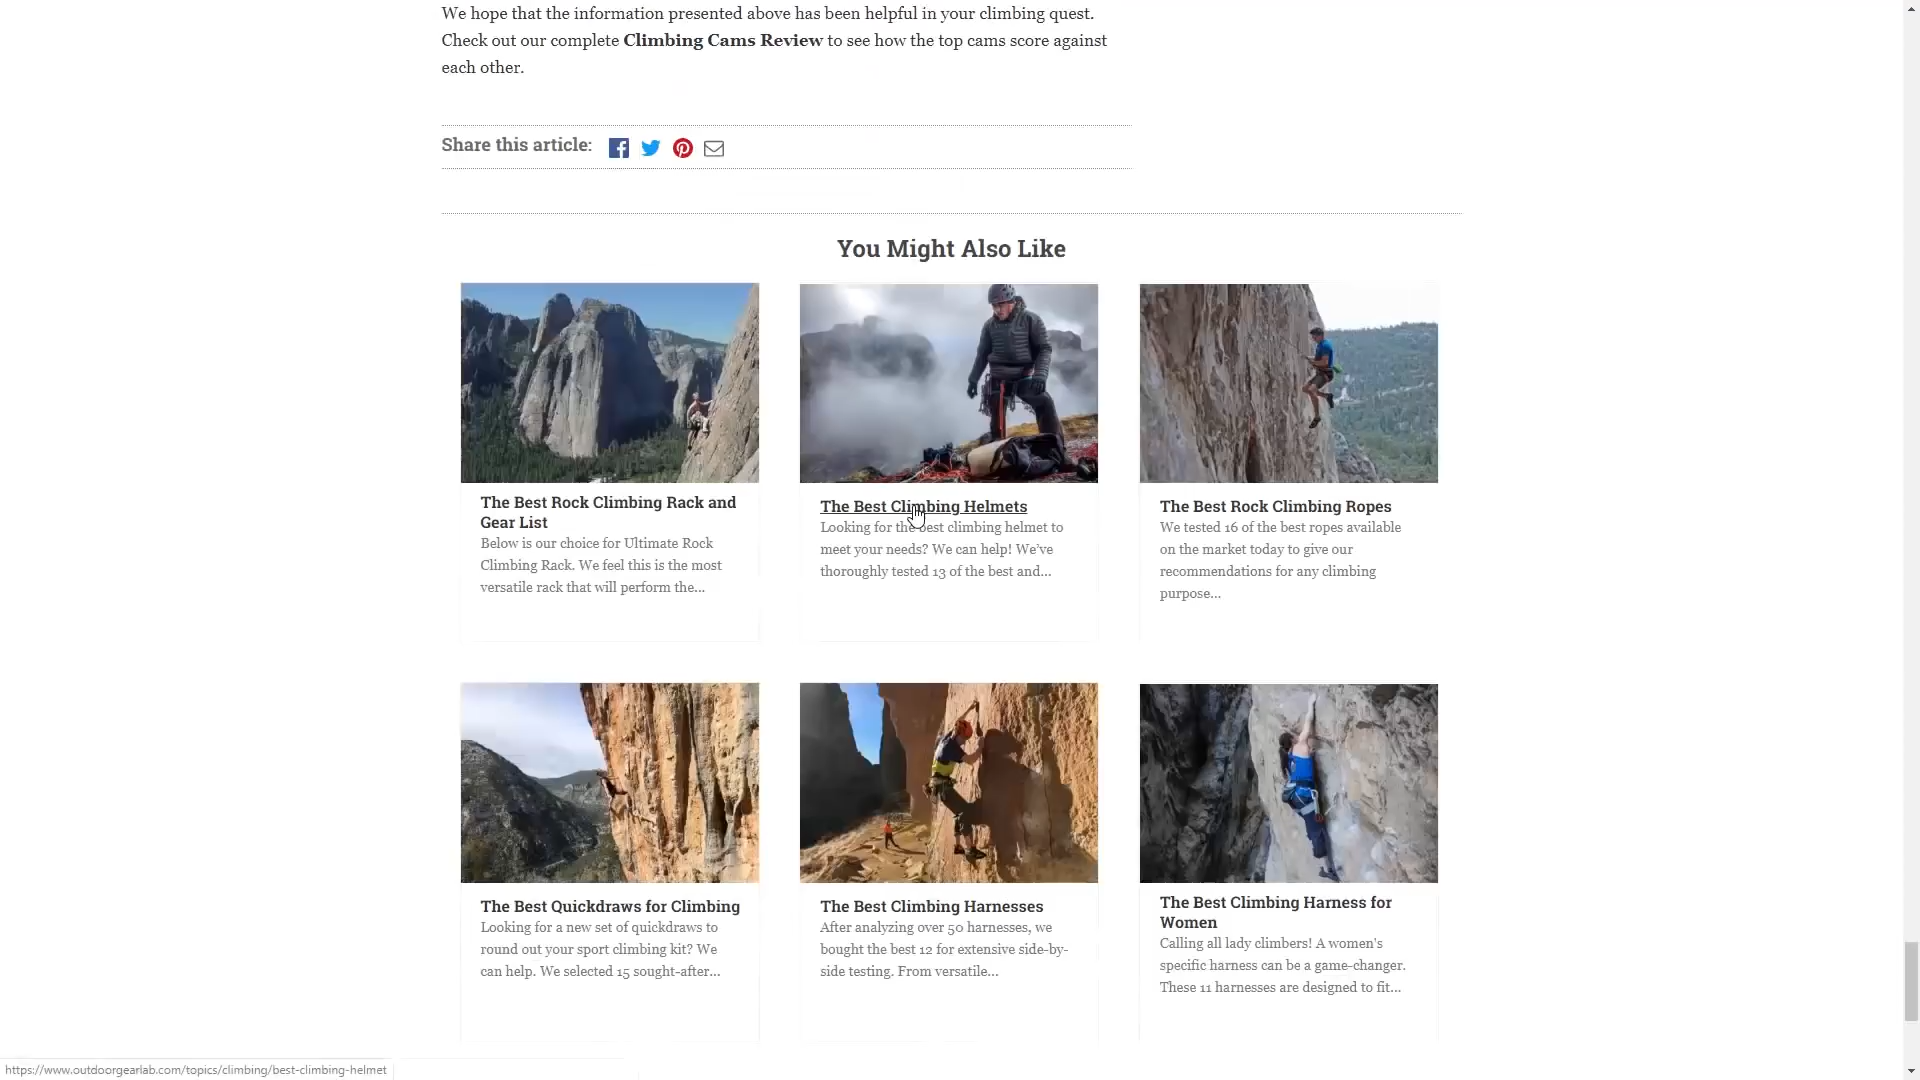 We hope that the information presented above has been helpful in your climbing quest.
Check out our complete Climbing Cams Review to see how the top cams score against
each other.
Share this article:
You Might Also Like
The Best Rock Climbing Rack and
Gear List
Below is our choice for Ultimate Rock
Climbing Rack. We feel this is the most
versatile rack that will perform the...
The Best Climbing Helmets
Looking for the best climbing helmet to
meet your needs? We can help! We've
thoroughly tested 13 of the best and...
The Best Rock Climbing Ropes
We tested 16 of the best ropes available
on the market today to give our
recommendations for any climbing
purpose...
The Best Quickdraws for Climbing
Looking for a new set of quickdraws to
round out your sport climbing kit? We
can help. We selected 15 sought-after...
The Best Climbing Harnesses
After analyzing over 50 harnesses, we
bought the best 12 for extensive side-by-
side testing. From versatile...
The Best Climbing Harness for
Women
Calling all lady climbers! A women's
specific harness can be a game-changer.
These 11 harnesses are designed to fit...
https://www.outdoorgearlab.com/topics/climbing/best-climbing-helmet